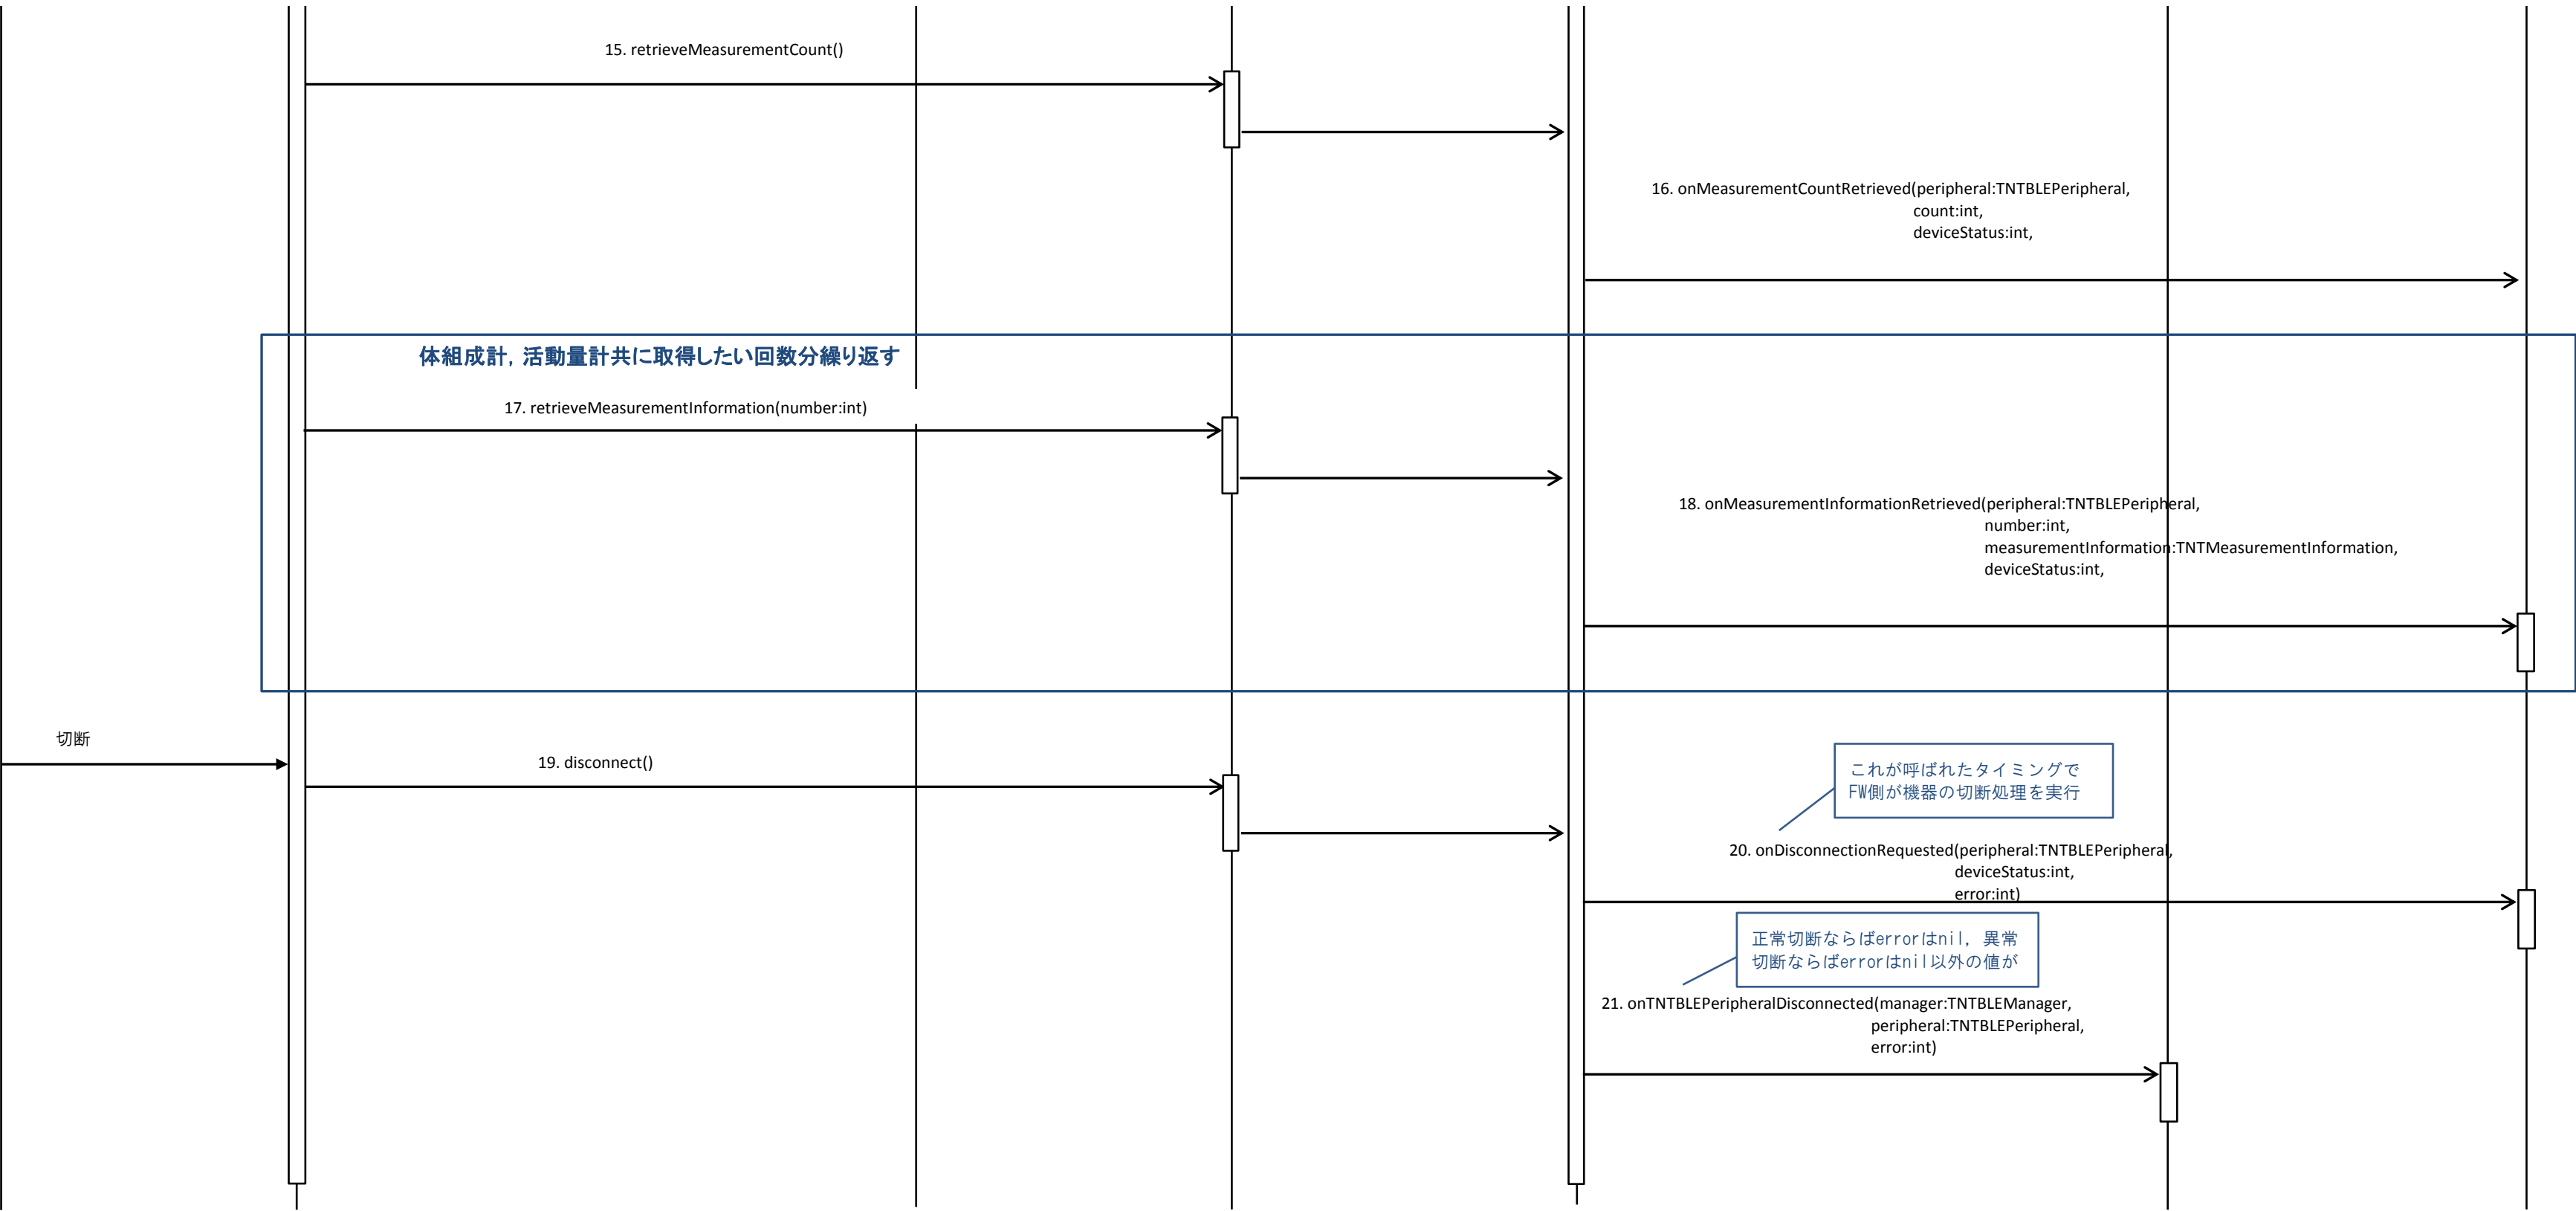 15. retrieveMeasurementCount()
16. onMeasurementCountRetrieved(peripheral:TNTBLEPeripheral,
count:int,
deviceStatus:int,
体組成計, 活動量計共に取得したい回数分繰り返す
17. retrieveMeasurementInformation(number:int)
18. onMeasurementInformationRetrieved(peripheral:TNTBLEPeripheral,
number:int,
measurementInformation:TNTMeasurementInformation,
deviceStatus:int,
切断
19. disconnect()
これが呼ばれたタイミングで
FW側が機器の切断処理を実行
20. onDisconnectionRequested(peripheral:TNTBLEPeripheral,
deviceStatus:int,
error:int)
正常切断ならばerrorはnil, 異常
切断ならばerrorはnil以外の値が
21. onTNTBLEPeripheralDisconnected(manager:TNTBLEManager,
peripheral:TNTBLEPeripheral,
error:int)